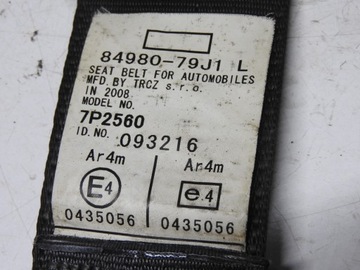 84980-79J1 L
SEAT BELT FOR AUTOMOBILES
MFD. BY TRCZ s.r.o.
IN 2008
MODEL NO.
7P2560
ID. NO. 093216
Ar4m Ar4m
E4 e4
0435056 0435056